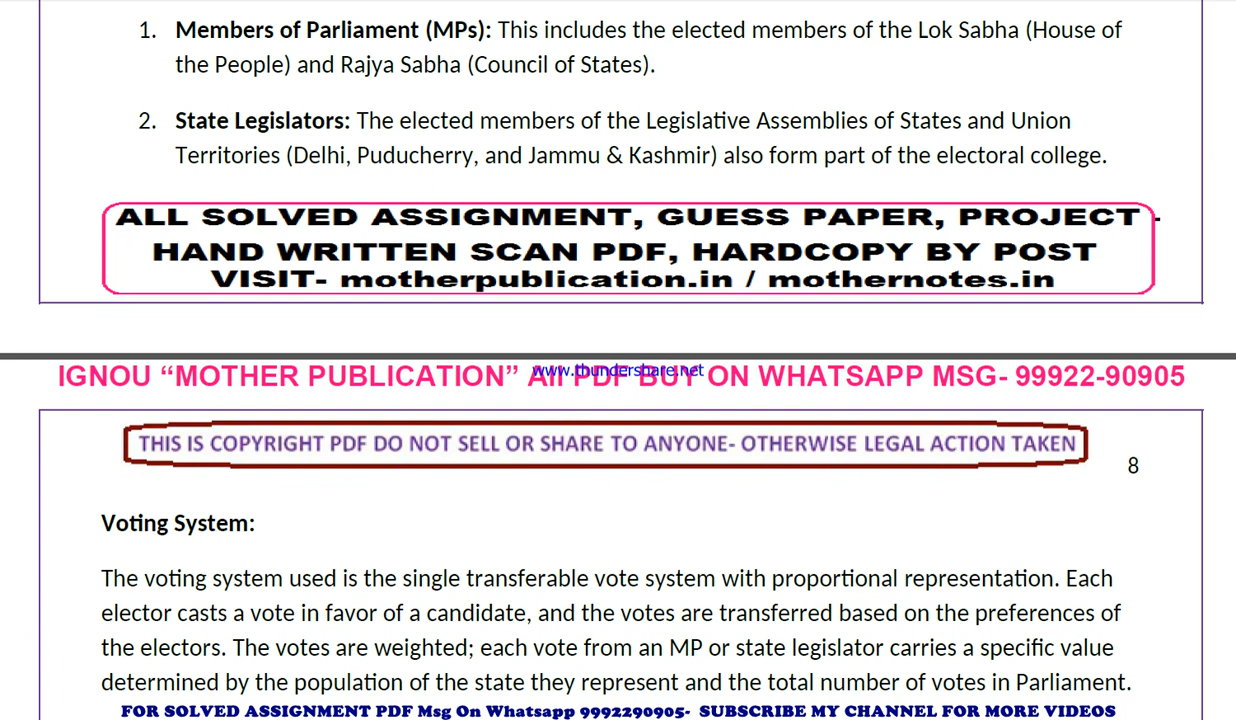 1. Members of Parliament (MPs): This includes the elected members of the Lok Sabha (House of
the People) and Rajya Sabha (Council of States).
2. State Legislators: The elected members of the Legislative Assemblies of States and Union
Territories (Delhi, Puducherry, and Jammu & Kashmir) also form part of the electoral college.
ALL SOLVED ASSIGNMENT, GUESS PAPER, PROJECT -
HAND WRITTEN SCAN PDF, HARDCOPY BY POST
VISIT- motherpublication.in / mothernotes.in
www.thundershare.net
IGNOU “MOTHER PUBLICATION” All PDF BUY ON WHATSAPP MSG- 99922-90905
THIS IS COPYRIGHT PDF DO NOT SELL OR SHARE TO ANYONE- OTHERWISE LEGAL ACTION TAKEN
8
Voting System:
The voting system used is the single transferable vote system with proportional representation. Each
elector casts a vote in favor of a candidate, and the votes are transferred based on the preferences of
the electors. The votes are weighted; each vote from an MP or state legislator carries a specific value
determined by the population of the state they represent and the total number of votes in Parliament.
FOR SOLVED ASSIGNMENT PDF Msg On Whatsapp 9992290905- SUBSCRIBE MY CHANNEL FOR MORE VIDEOS